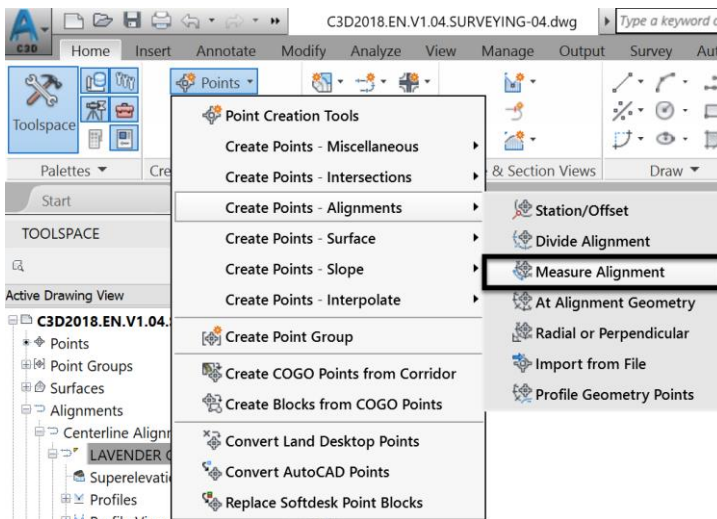 C3D2018.EN.V1.04.SURVEYING-04.dwg
Type a keyword
C3D
Home Insert Annotate Modify Analyze View Manage Output Survey
Points
Toolspace
Palettes
& Section Views
Draw
Point Creation Tools
Create Points - Miscellaneous
Create Points - Intersections
Create Points - Alignments
Create Points - Surface
Create Points - Slope
Create Points - Interpolate
Create Point Group
Create COGO Points from Corridor
Create Blocks from COGO Points
Convert Land Desktop Points
Convert AutoCAD Points
Replace Softdesk Point Blocks
Station/Offset
Divide Alignment
Measure Alignment
At Alignment Geometry
Radial or Perpendicular
Import from File
Profile Geometry Points
Start
TOOLSPACE
Active Drawing View
C3D2018.EN.V1.04.
Points
Point Groups
Surfaces
Alignments
Centerline
LAVENDER
Profiles